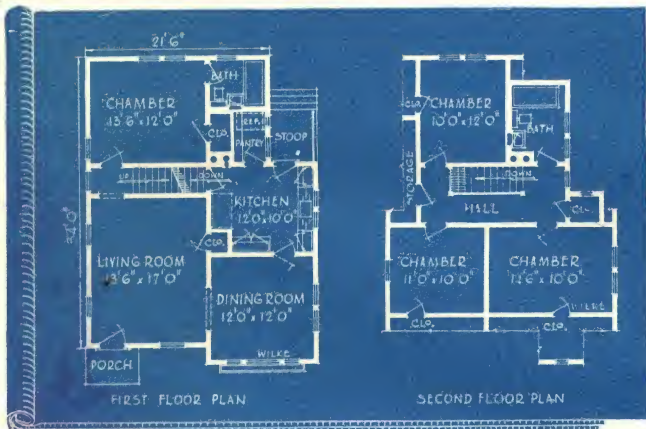 21'6"
BATH
CHAMBER
13'6" x 12'0"
CLO.
REF.
PANTRY
STOOP
UP
DOWN
KITCHEN
12'0" x 10'0"
34'0"
CLO.
LIVING ROOM
13'6" x 17'0"
DINING ROOM
12'0" x 12'0"
WILKE
PORCH
FIRST FLOOR PLAN
CHAMBER
10'0" x 12'0"
CLO.
BATH
STORAGE
DOWN
HALL
CLO.
CHAMBER
11'0" x 10'0"
CHAMBER
12'6" x 10'0"
CLO.
CLO.
SECOND FLOOR PLAN